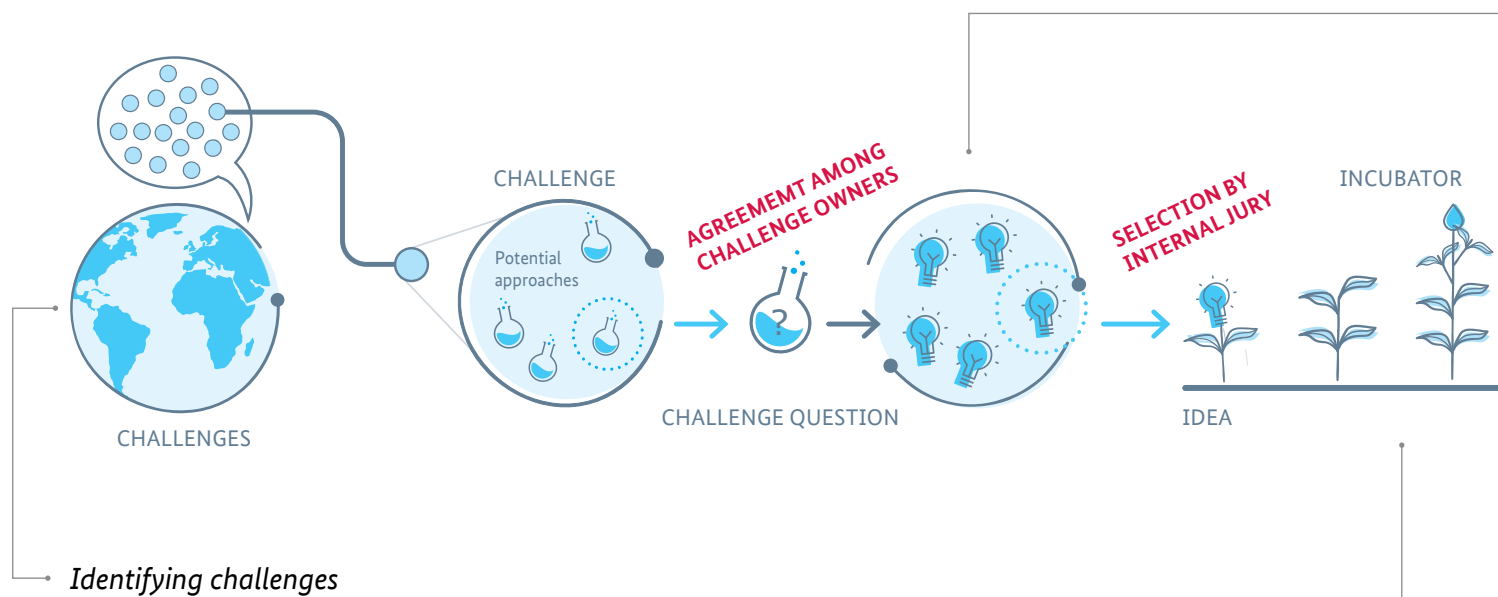 CHALLENGE
Potential
approaches
AGREEMEMT AMONG
CHALLENGE OWNERS
SELECTION BY
INTERNAL JURY
INCUBATOR
?
CHALLENGES
CHALLENGE QUESTION
IDEA
Identifying challenges